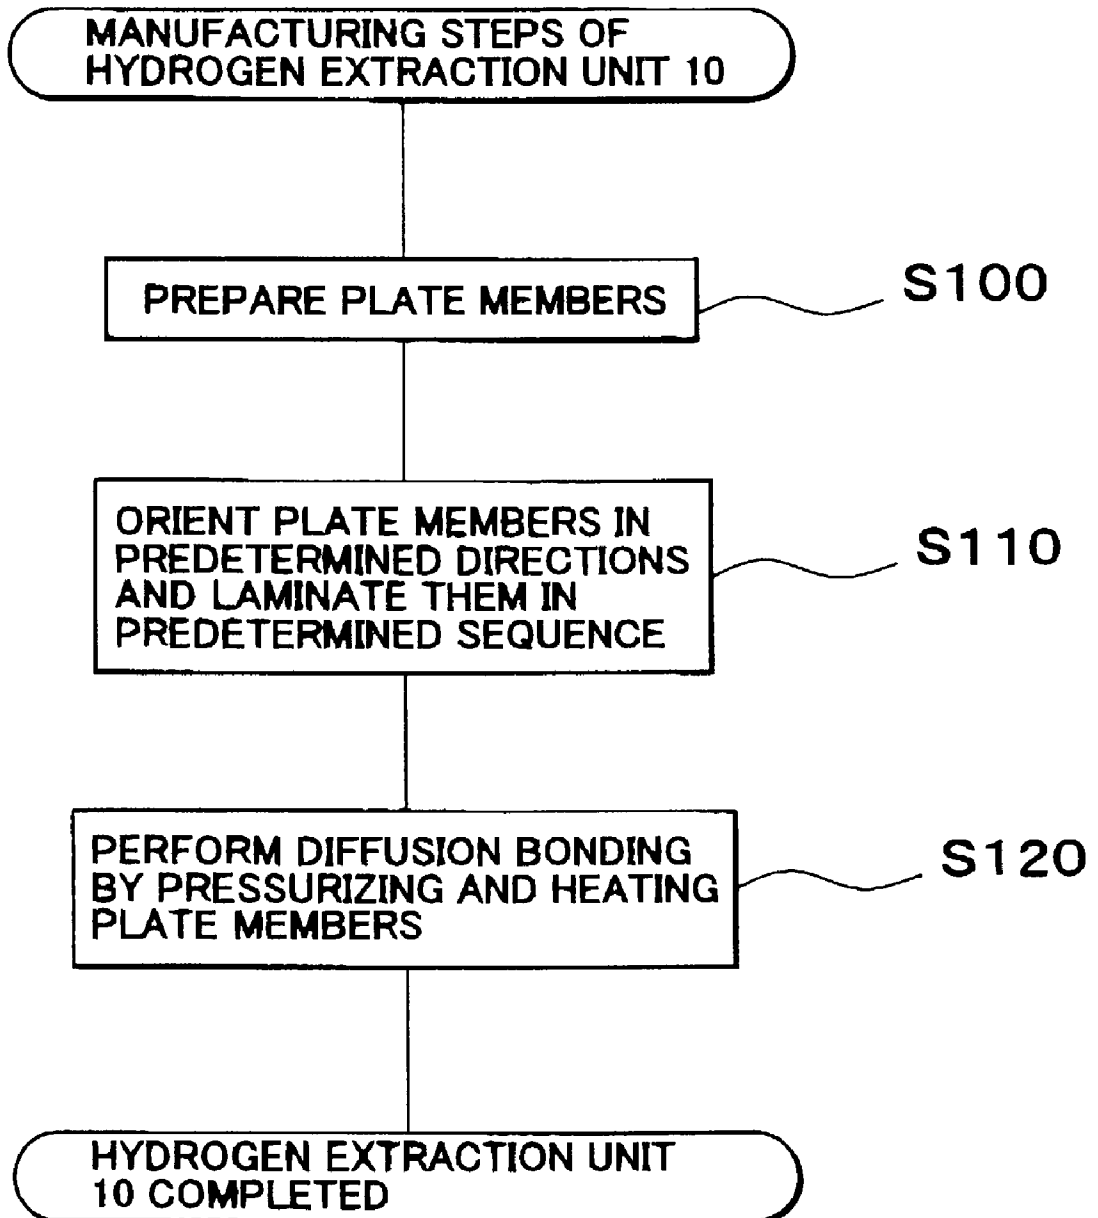 MANUFACTURING STEPS OF
HYDROGEN EXTRACTION UNIT 10
PREPARE PLATE MEMBERS
S100
ORIENT PLATE MEMBERS IN
PREDETERMINED DIRECTIONS
AND LAMINATE THEM IN
PREDETERMINED SEQUENCE
S110
PERFORM DIFFUSION BONDING
BY PRESSURIZING AND HEATING
PLATE MEMBERS
S120
HYDROGEN EXTRACTION UNIT
10 COMPLETED